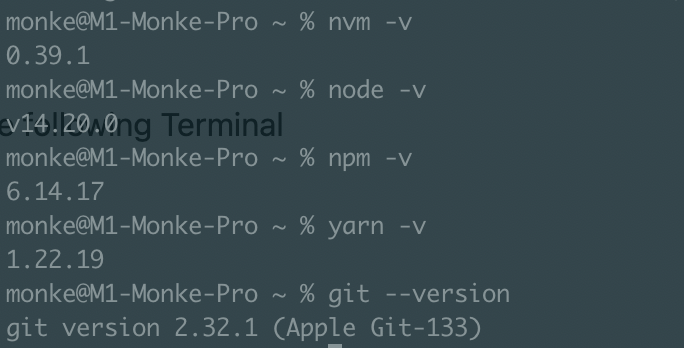 monke@M1-Monke-Pro ~ % nvm -v
0.39.1
monke@M1-Monke-Pro ~ % node -v
v14.20.0
e following Terminal
monke@M1-Monke-Pro ~ % npm -v
6.14.17
monke@M1-Monke-Pro ~ % yarn -v
1.22.19
monke@M1-Monke-Pro ~ % git --version
git version 2.32.1 (Apple Git-133)